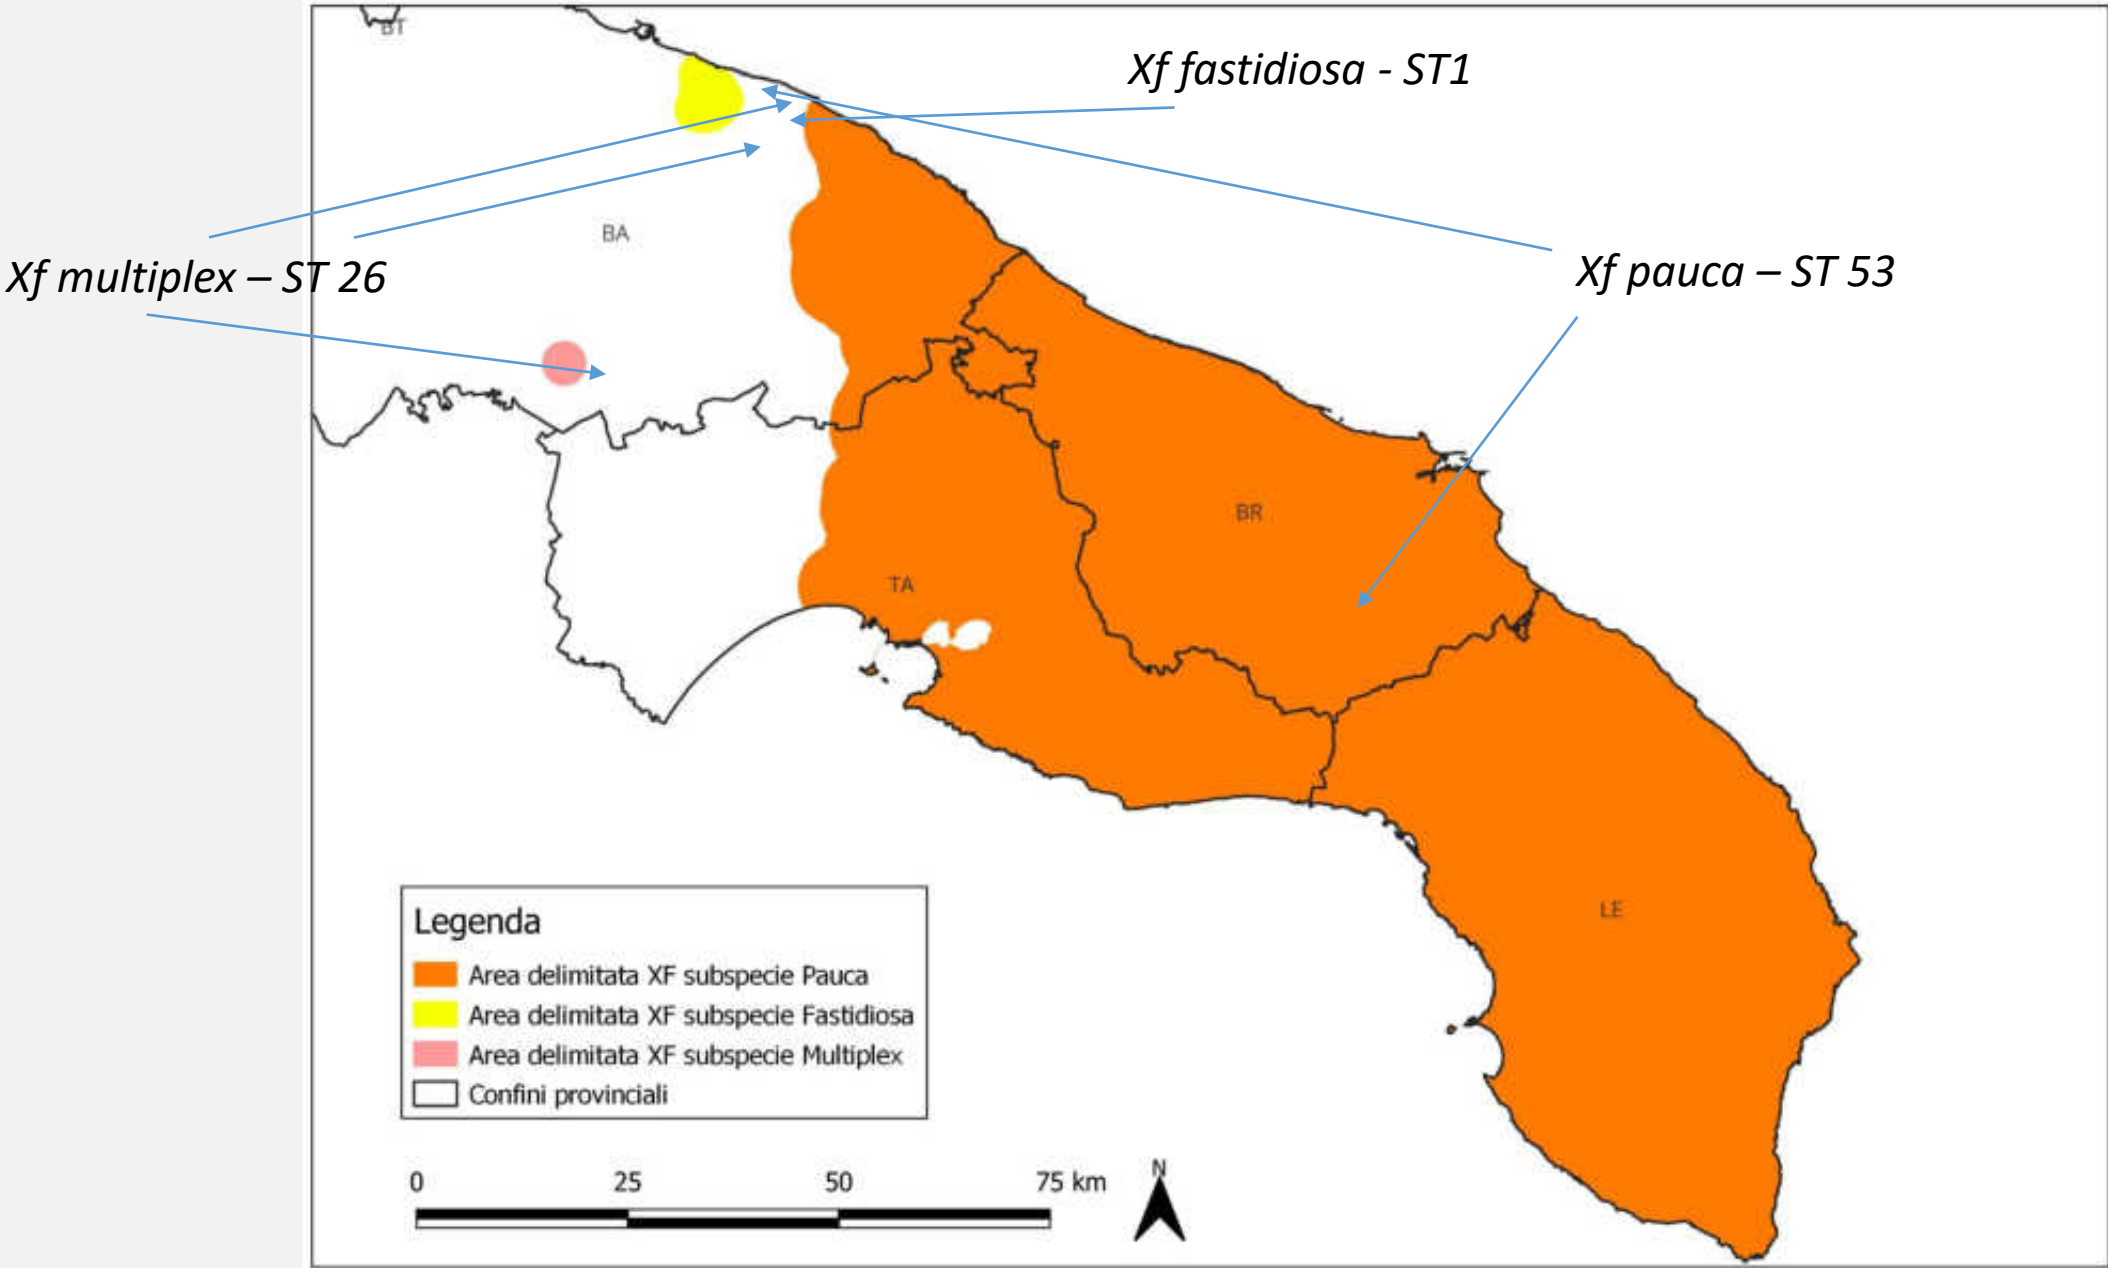 BT
Xf fastidiosa - ST1
BA
Xf multiplex – ST 26
Xf pauca – ST 53
BR
TA
LE
Legenda
Area delimitata XF subspecie Pauca
Area delimitata XF subspecie Fastidiosa
Area delimitata XF subspecie Multiplex
Confini provinciali
0 25 50 75 km
N